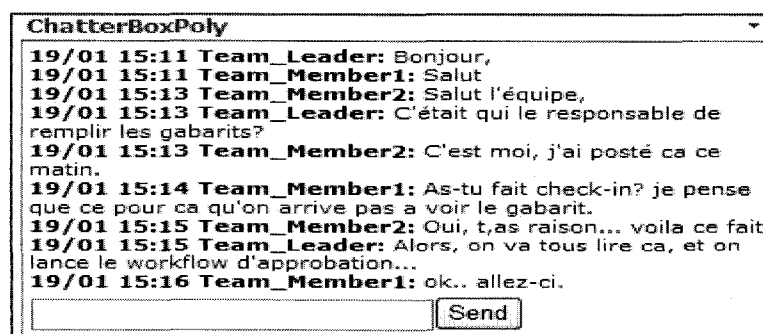 ChatterBoxPoly
19/01 15:11 Team_Leader: Bonjour,
19/01 15:11 Team_Member1: Salut
19/01 15:13 Team_Member2: Salut l'équipe,
19/01 15:13 Team_Leader: C'était qui le responsable de
remplir les gabarits?
19/01 15:13 Team_Member2: C'est moi, j'ai posté ca ce
matin.
19/01 15:14 Team_Member1: As-tu fait check-in? je pense
que ce pour ca qu'on arrive pas a voir le gabarit.
19/01 15:15 Team_Member2: Oui, t,as raison... voila ce fait
19/01 15:15 Team_Leader: Alors, on va tous lire ca, et on
lance le workflow d'approbation...
19/01 15:16 Team_Member1: ok.. allez-ci.
Send